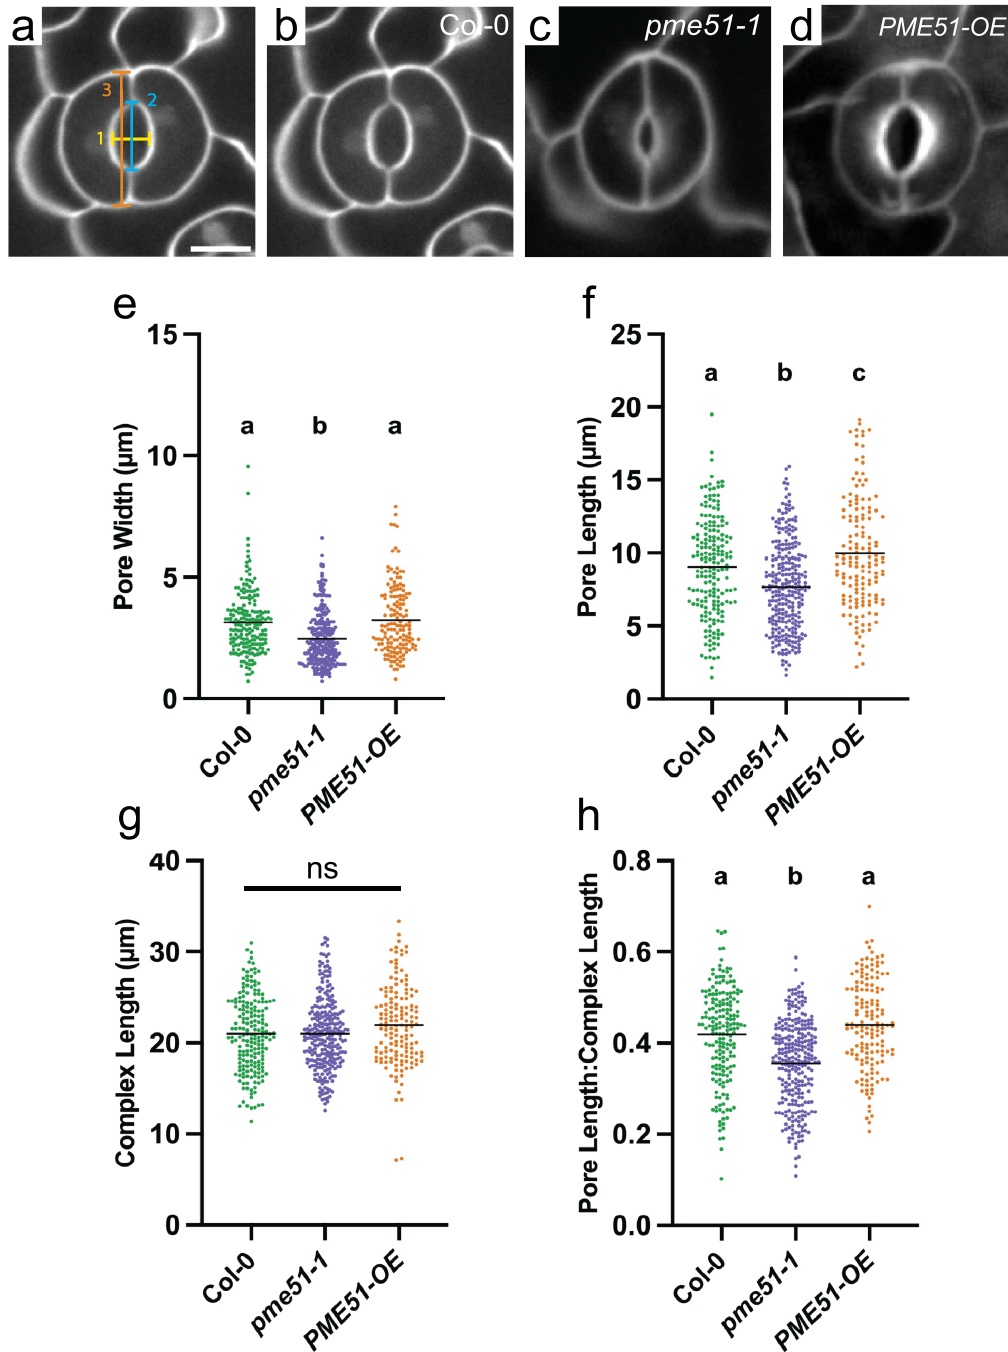 a
b
Col-0
c
pme51-1
d
PME51-OE
3
2
1
e
15
10
5
0
Pore Width (µm)
a
b
a
Col-0
pme51-1
PME51-OE
f
25
20
15
10
5
0
Pore Length (µm)
a
b
c
Col-0
pme51-1
PME51-OE
g
40
30
20
10
0
Complex Length (µm)
ns
Col-0
pme51-1
PME51-OE
h
0.8
0.6
0.4
0.2
0.0
Pore Length:Complex Length
a
b
a
Col-0
pme51-1
PME51-OE